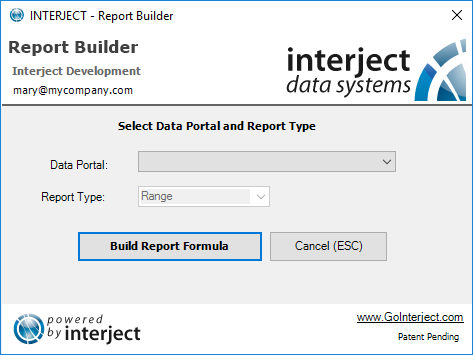 INTERJECT - Report Builder
Report Builder
Interject Development
mary@mycompany.com
interject
data systems
Select Data Portal and Report Type
Data Portal:
Report Type: Range
Build Report Formula Cancel (ESC)
powered
by interject
www.GoInterject.com
Patent Pending